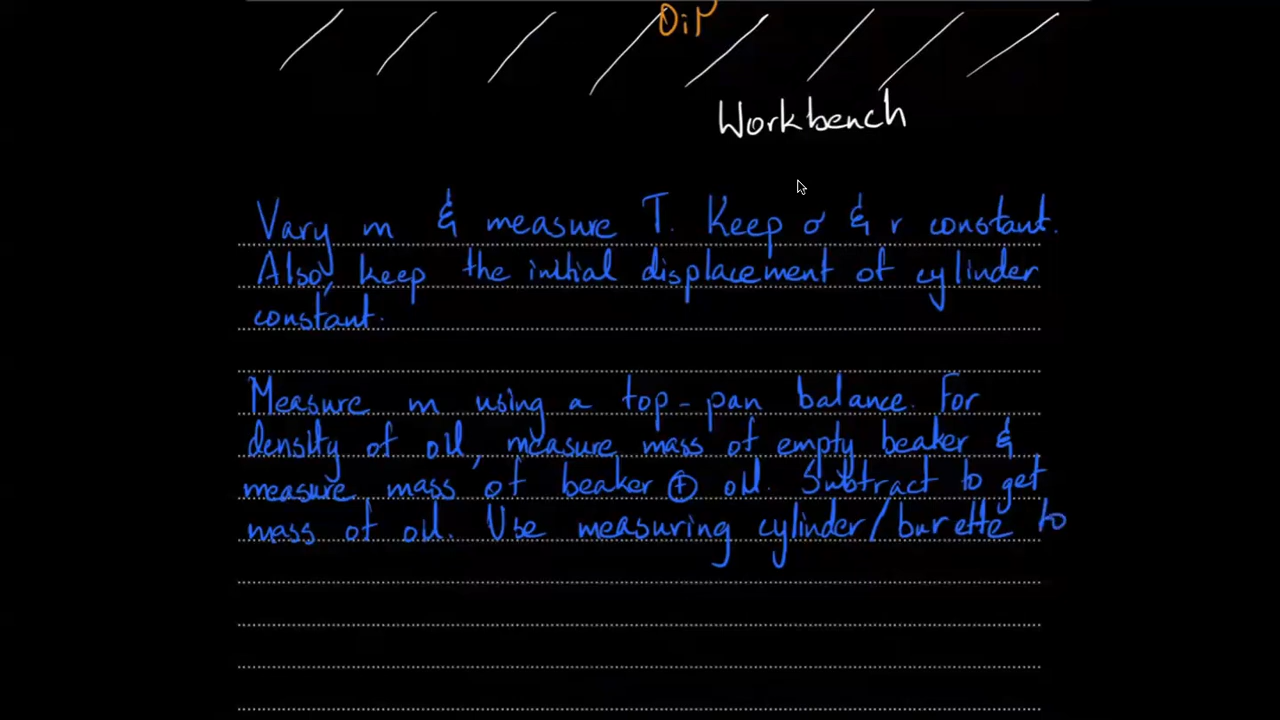 Oil
Workbench
Vary m & measure T. Keep σ & r constant.
Also, keep the initial displacement of cylinder
constant.
Measure m using a top-pan balance. For
density of oil, measure mass of empty beaker &
measure mass of beaker + oil. Subtract to get
mass of oil. Use measuring cylinder/burette to